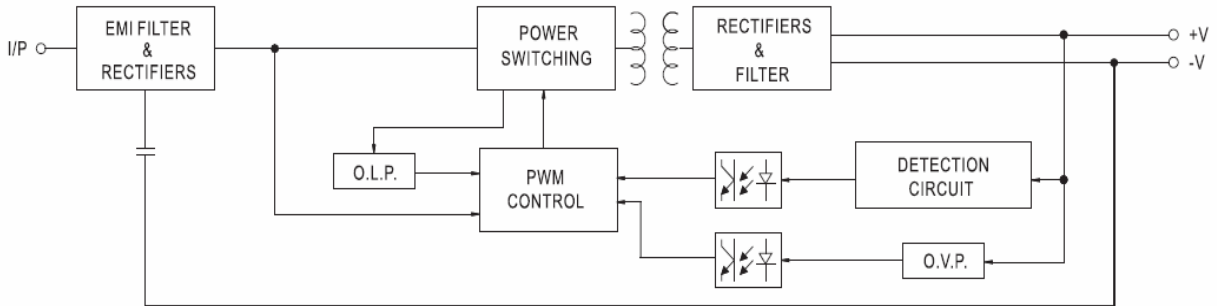 I/P
EMI FILTER
&
RECTIFIERS
POWER
SWITCHING
RECTIFIERS
&
FILTER
+V
-V
O.L.P.
PWM
CONTROL
DETECTION
CIRCUIT
O.V.P.